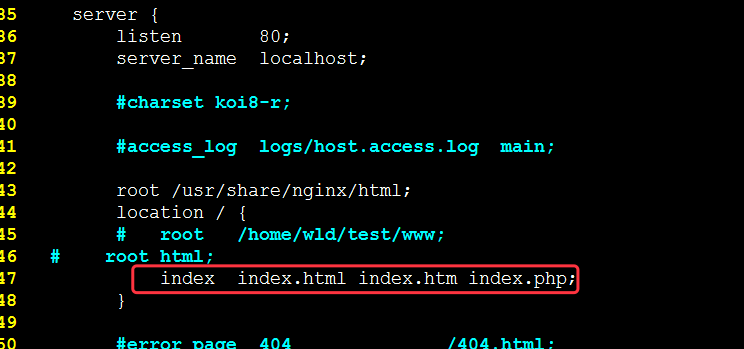 35 server {
36 listen 80;
37 server_name localhost;
38
39 #charset koi8-r;
40
41 #access_log logs/host.access.log main;
42
43 root /usr/share/nginx/html;
44 location / {
45 # root /home/wld/test/www;
46 # root html;
47 index index.html index.htm index.php;
48 }
49
50 #error_page 404 /404.html;